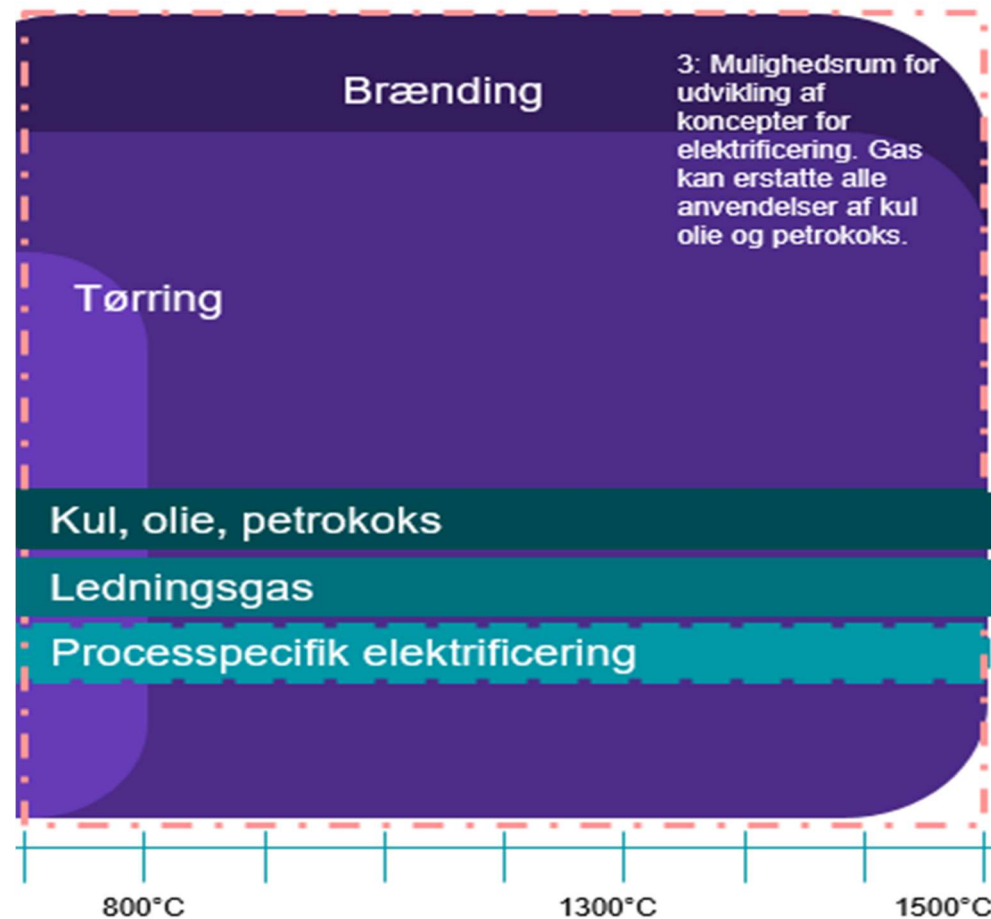 Brænding
3: Mulighedsrum for
udvikling af
koncepter for
elektrificering. Gas
kan erstatte alle
anvendelser af kul
olie og petrokoks.
Tørring
Kul, olie, petrokoks
Ledningsgas
Processpecifik elektrificering
800°C 1300°C 1500°C